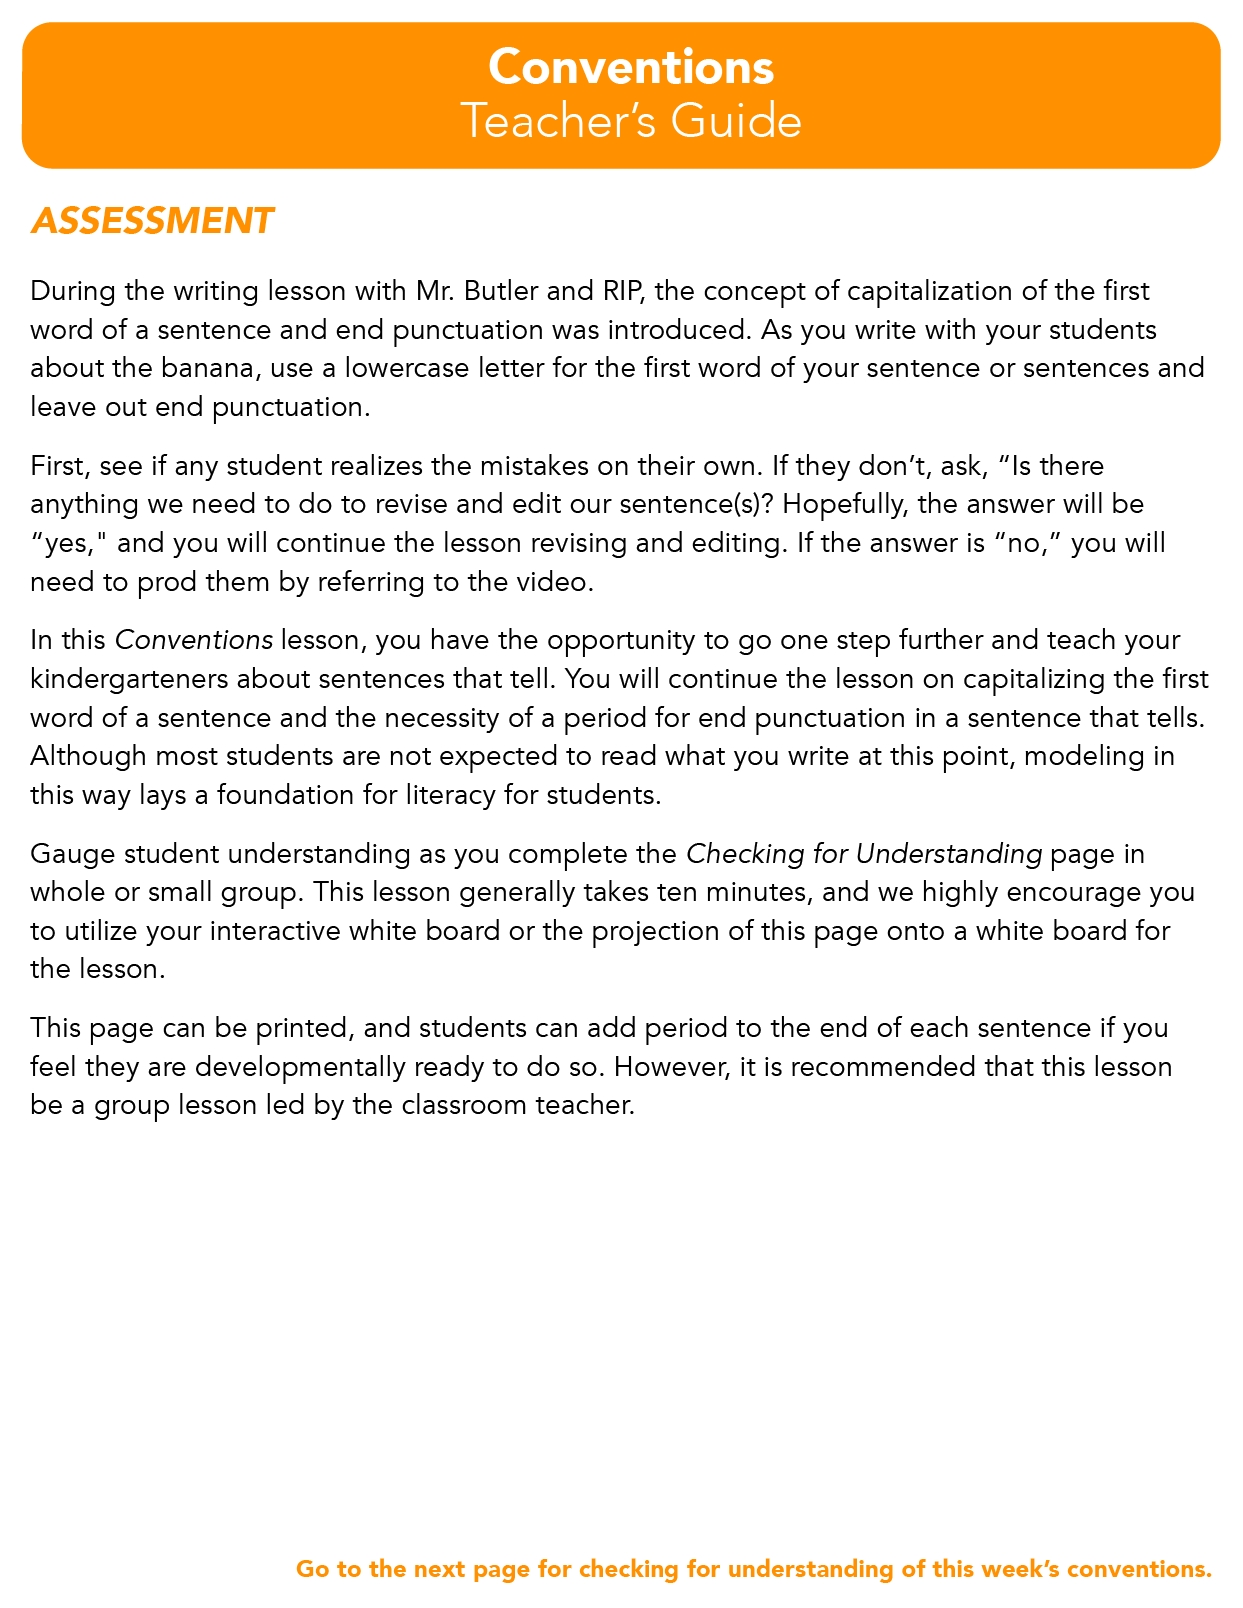 Conventions
Teacher’s Guide
ASSESSMENT
During the writing lesson with Mr. Butler and RIP, the concept of capitalization of the first
word of a sentence and end punctuation was introduced. As you write with your students
about the banana, use a lowercase letter for the first word of your sentence or sentences and
leave out end punctuation.
First, see if any student realizes the mistakes on their own. If they don’t, ask, “Is there
anything we need to do to revise and edit our sentence(s)? Hopefully, the answer will be
“yes," and you will continue the lesson revising and editing. If the answer is “no,” you will
need to prod them by referring to the video.
In this Conventions lesson, you have the opportunity to go one step further and teach your
kindergarteners about sentences that tell. You will continue the lesson on capitalizing the first
word of a sentence and the necessity of a period for end punctuation in a sentence that tells.
Although most students are not expected to read what you write at this point, modeling in
this way lays a foundation for literacy for students.
Gauge student understanding as you complete the Checking for Understanding page in
whole or small group. This lesson generally takes ten minutes, and we highly encourage you
to utilize your interactive white board or the projection of this page onto a white board for
the lesson.
This page can be printed, and students can add period to the end of each sentence if you
feel they are developmentally ready to do so. However, it is recommended that this lesson
be a group lesson led by the classroom teacher.
Go to the next page for checking for understanding of this week’s conventions.